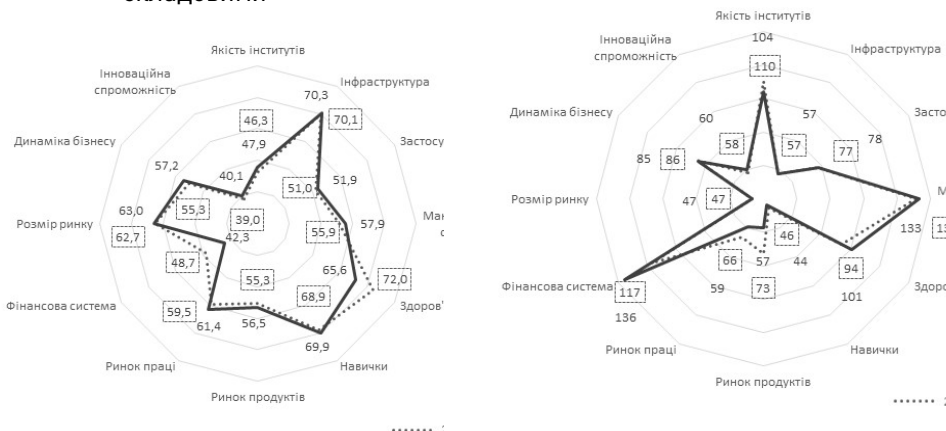 Якість інститутів
Інноваційна
спроможність
Інфраструктура
70,3
70,1
46,3
47,9
Динаміка бізнесу
57,2
40,1
51,0
51,9
Розмір ринку
63,0
62,7
55,3
39,0
55,9
57,9
42,3
48,7
65,6
72,0
Фінансова система
59,5
61,4
55,3
56,5
68,9
69,9
Ринок праці
Навички
Ринок продуктів
Якість інститутів
104
110
Інноваційна
спроможність
Інфраструктура
60
57
58
57
78
77
Динаміка бізнесу
85
86
Розмір ринку
47
47
133
46
44
94
101
66
57
59
73
Фінансова система
117
136
Ринок праці
Навички
Ринок продуктів